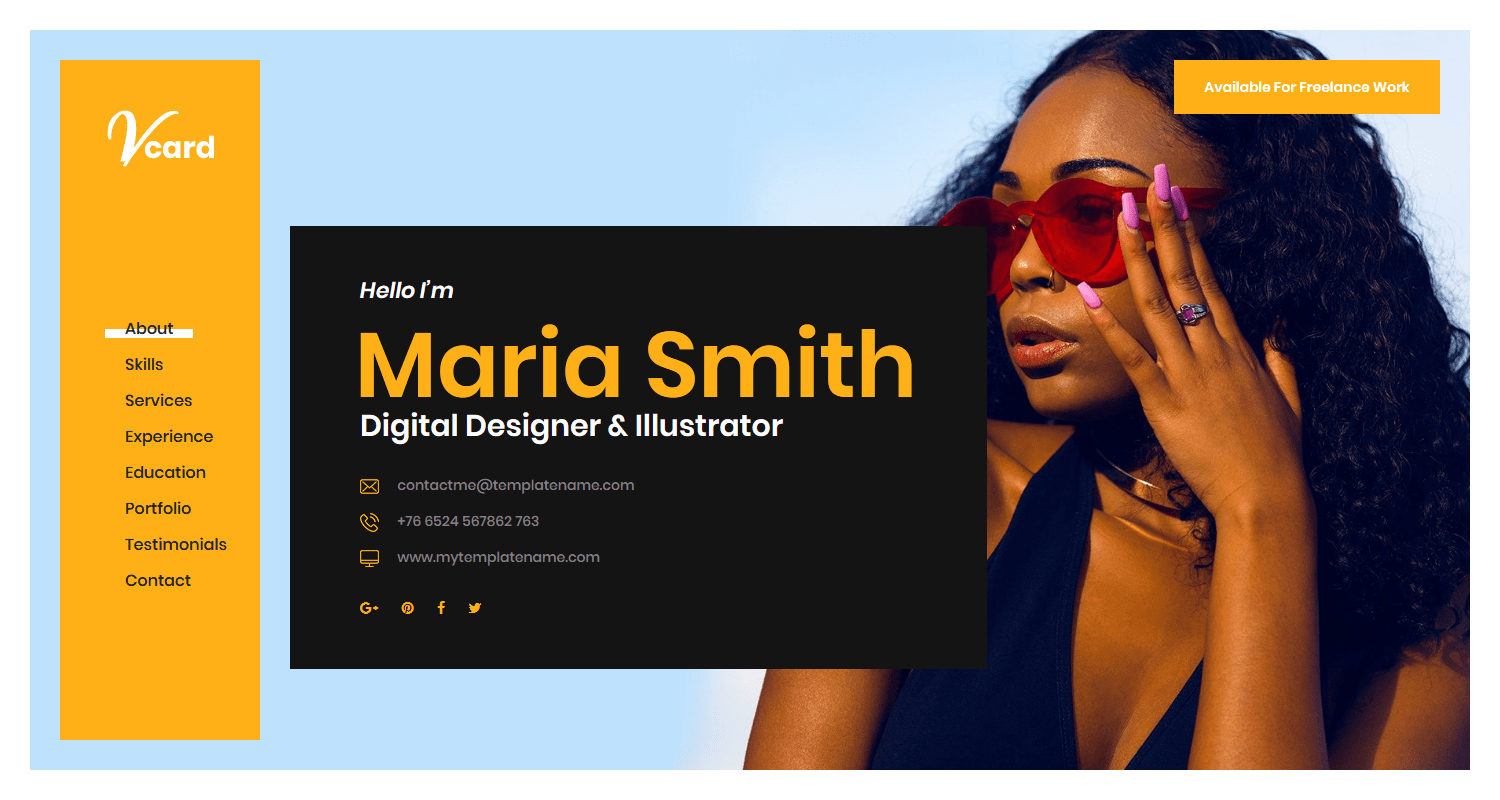 Vcard
About
Skills
Services
Experience
Education
Portfolio
Testimonials
Contact
Available For Freelance Work
Hello I'm
Maria Smith
Digital Designer & Illustrator
contactme@templatename.com
+76 6524 567862 763
www.mytemplatename.com